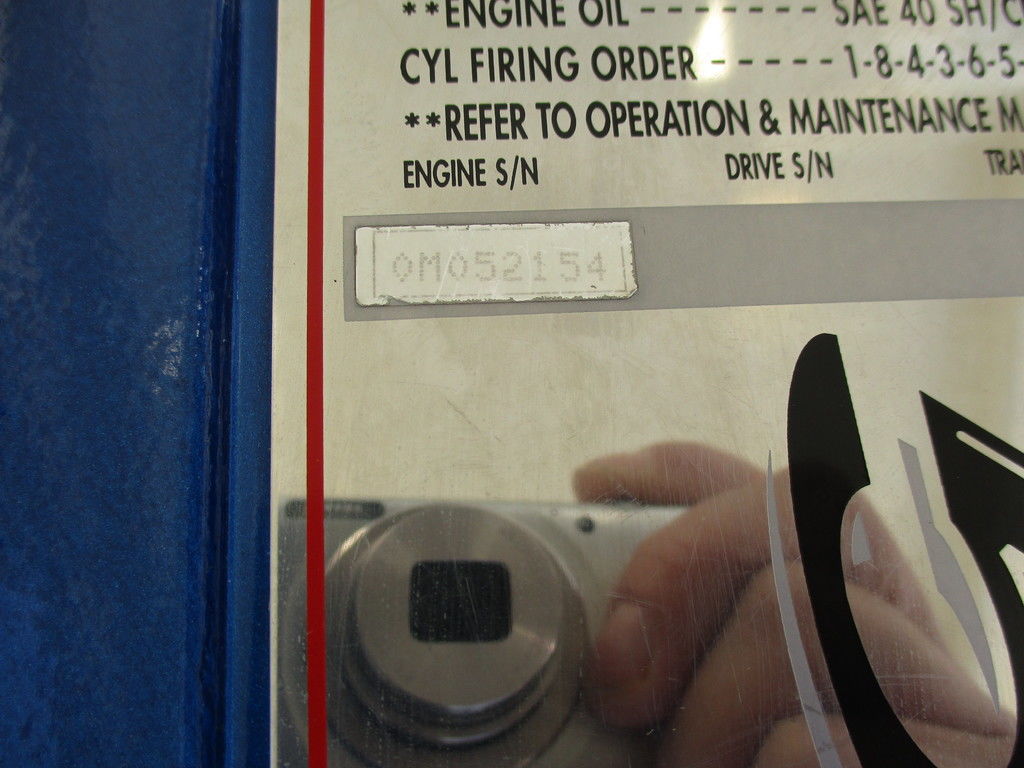 **ENGINE OIL ------- SAE 40 SH/C
CYL FIRING ORDER ----- 1-8-4-3-6-5-
**REFER TO OPERATION & MAINTENANCE M
ENGINE S/N DRIVE S/N TRA
0M052154